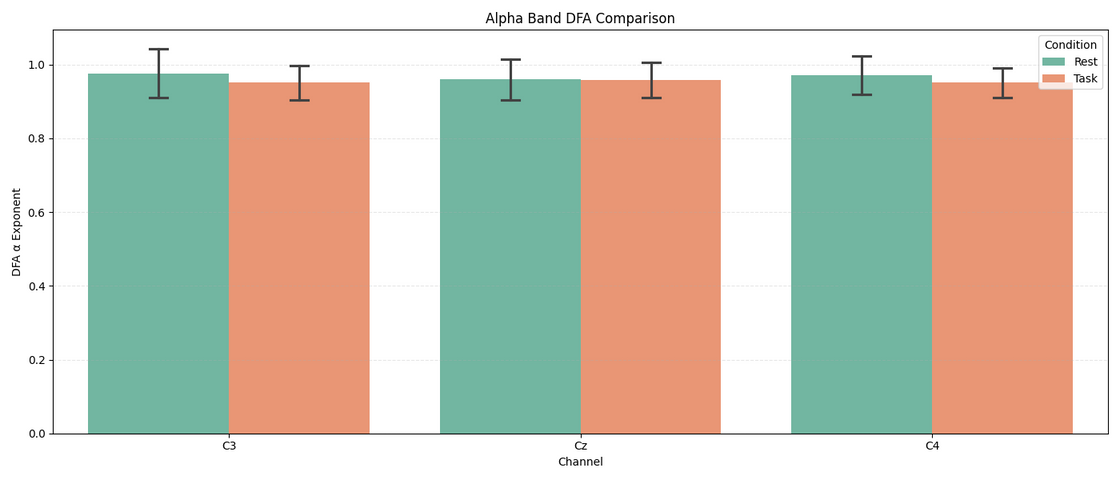 Alpha Band DFA Comparison
Condition
Rest
Task
DFA α Exponent
1.0
0.8
0.6
0.4
0.2
0.0
C3
Cz
C4
Channel